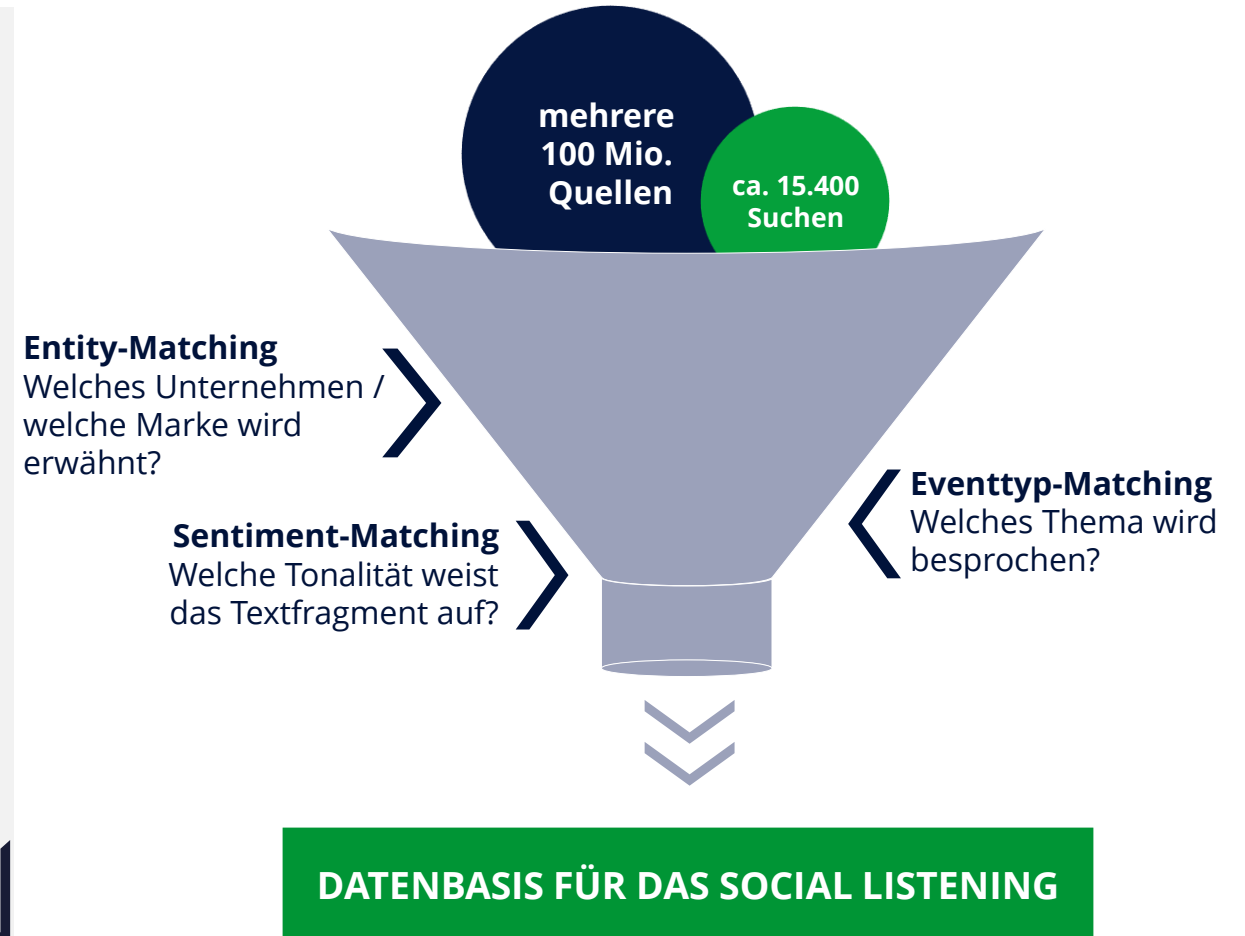 mehrere
100 Mio.
Quellen
ca. 15.400
Suchen
Entity-Matching
Welches Unternehmen /
welche Marke wird
erwähnt?
Eventtyp-Matching
Welches Thema wird
besprochen?
Sentiment-Matching
Welche Tonalität weist
das Textfragment auf?
DATENBASIS FÜR DAS SOCIAL LISTENING